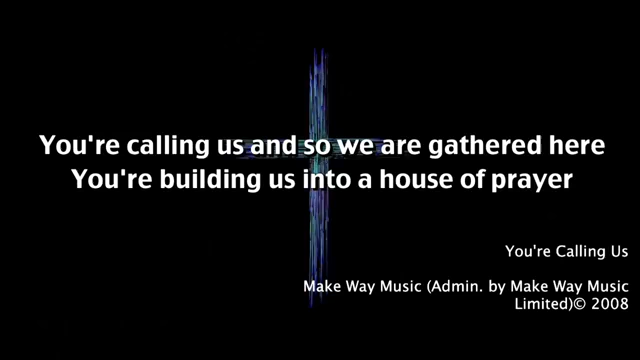 You're calling us and so we are gathered here
You're building us into a house of prayer
You're Calling Us
Make Way Music (Admin. by Make Way Music
Limited)© 2008